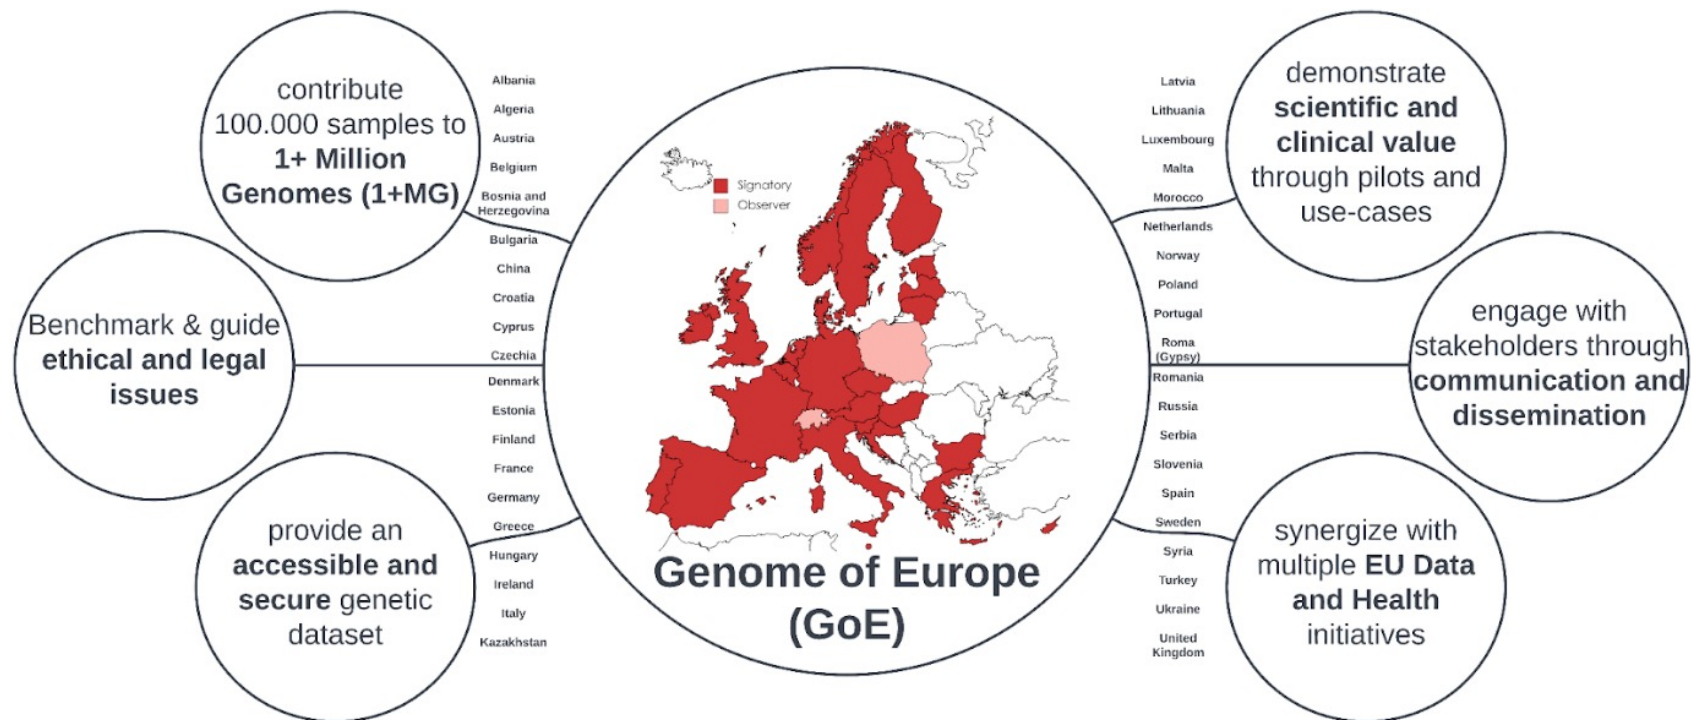 contribute
100.000 samples to
1+ Million
Genomes (1+MG)
Benchmark & guide
ethical and legal
issues
provide an
accessible and
secure genetic
dataset
Albania
Algeria
Austria
Belgium
Bosnia and
Herzegovina
Bulgaria
China
Croatia
Cyprus
Czechia
Denmark
Estonia
Finland
France
Germany
Greece
Hungary
Ireland
Italy
Kazakhstan
Signatory
Observer
Genome of Europe
(GoE)
Latvia
Lithuania
Luxembourg
Malta
Morocco
Netherlands
Norway
Poland
Portugal
Roma
(Gypsy)
Romania
Russia
Serbia
Slovenia
Spain
Sweden
Syria
Turkey
Ukraine
United
Kingdom
demonstrate
scientific and
clinical value
through pilots and
use-cases
engage with
stakeholders through
communication and
dissemination
synergize with
multiple EU Data
and Health
initiatives